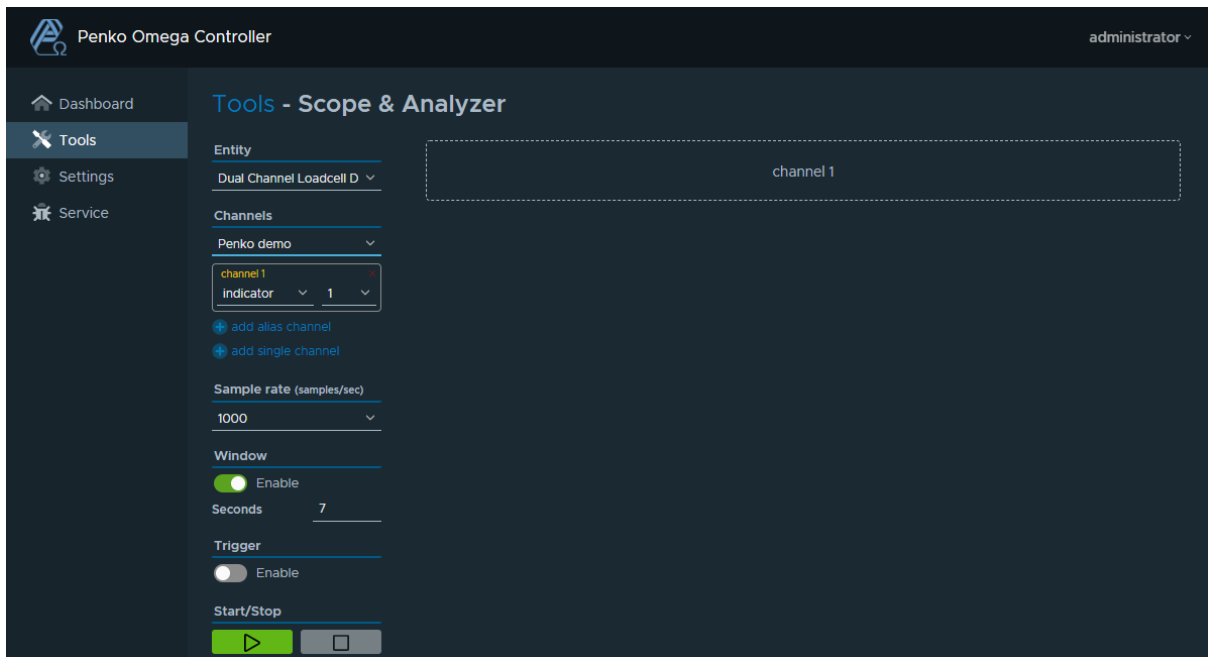 Penko Omega Controller
administrator
Dashboard
Tools
Settings
Service
Tools - Scope & Analyzer
Entity
Dual Channel Loadcell D
Channels
Penko demo
channel 1
indicator 1
add alias channel
add single channel
Sample rate (samples/sec)
1000
Window
Enable
Seconds 7
Trigger
Enable
Start/Stop
channel 1